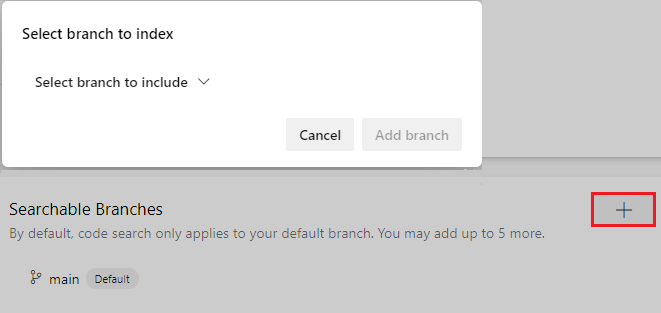 Select branch to index
Select branch to include
Cancel Add branch
Searchable Branches
By default, code search only applies to your default branch. You may add up to 5 more.
main Default